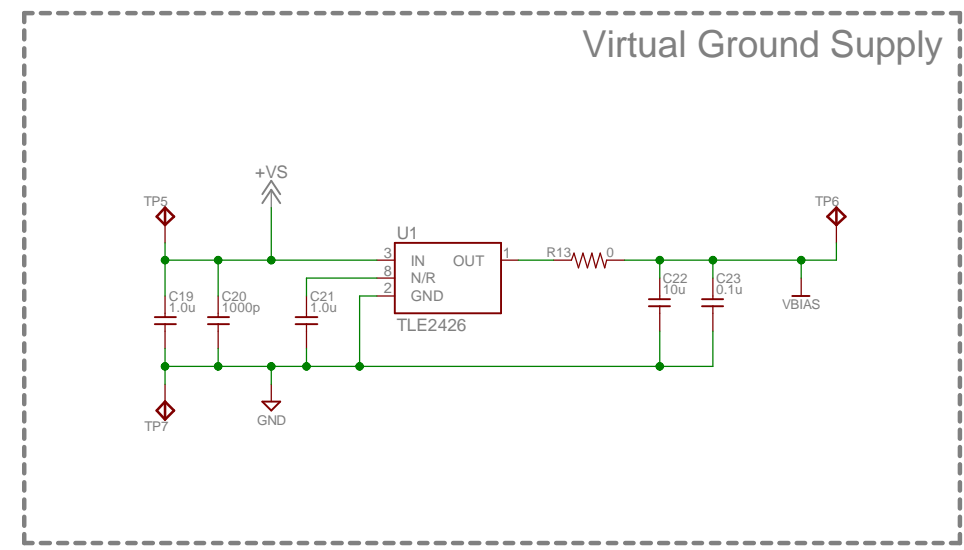 Virtual Ground Supply
+VS
TP5
TP6
U1
3 IN OUT 1
R13 0
8 N/R
2 GND
TLE2426
C19
1.0u
C20
1000p
C21
1.0u
C22
10u
C23
0.1u
VBIAS
TP7
GND